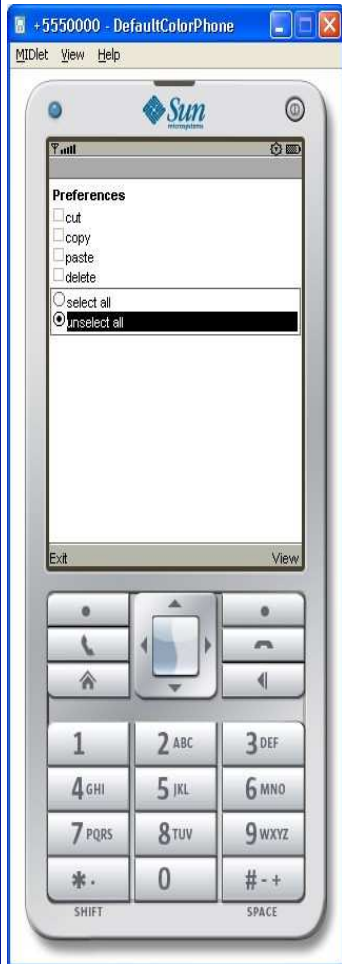 +5550000 - DefaultColorPhone
MIDlet View Help
Sun
microsystems
Preferences
cut
copy
paste
delete
select all
unselect all
Exit View
1 2 ABC 3 DEF
4 GHI 5 JKL 6 MNO
7 PQRS 8 TUV 9 WXYZ
* . 0 # - +
SHIFT SPACE